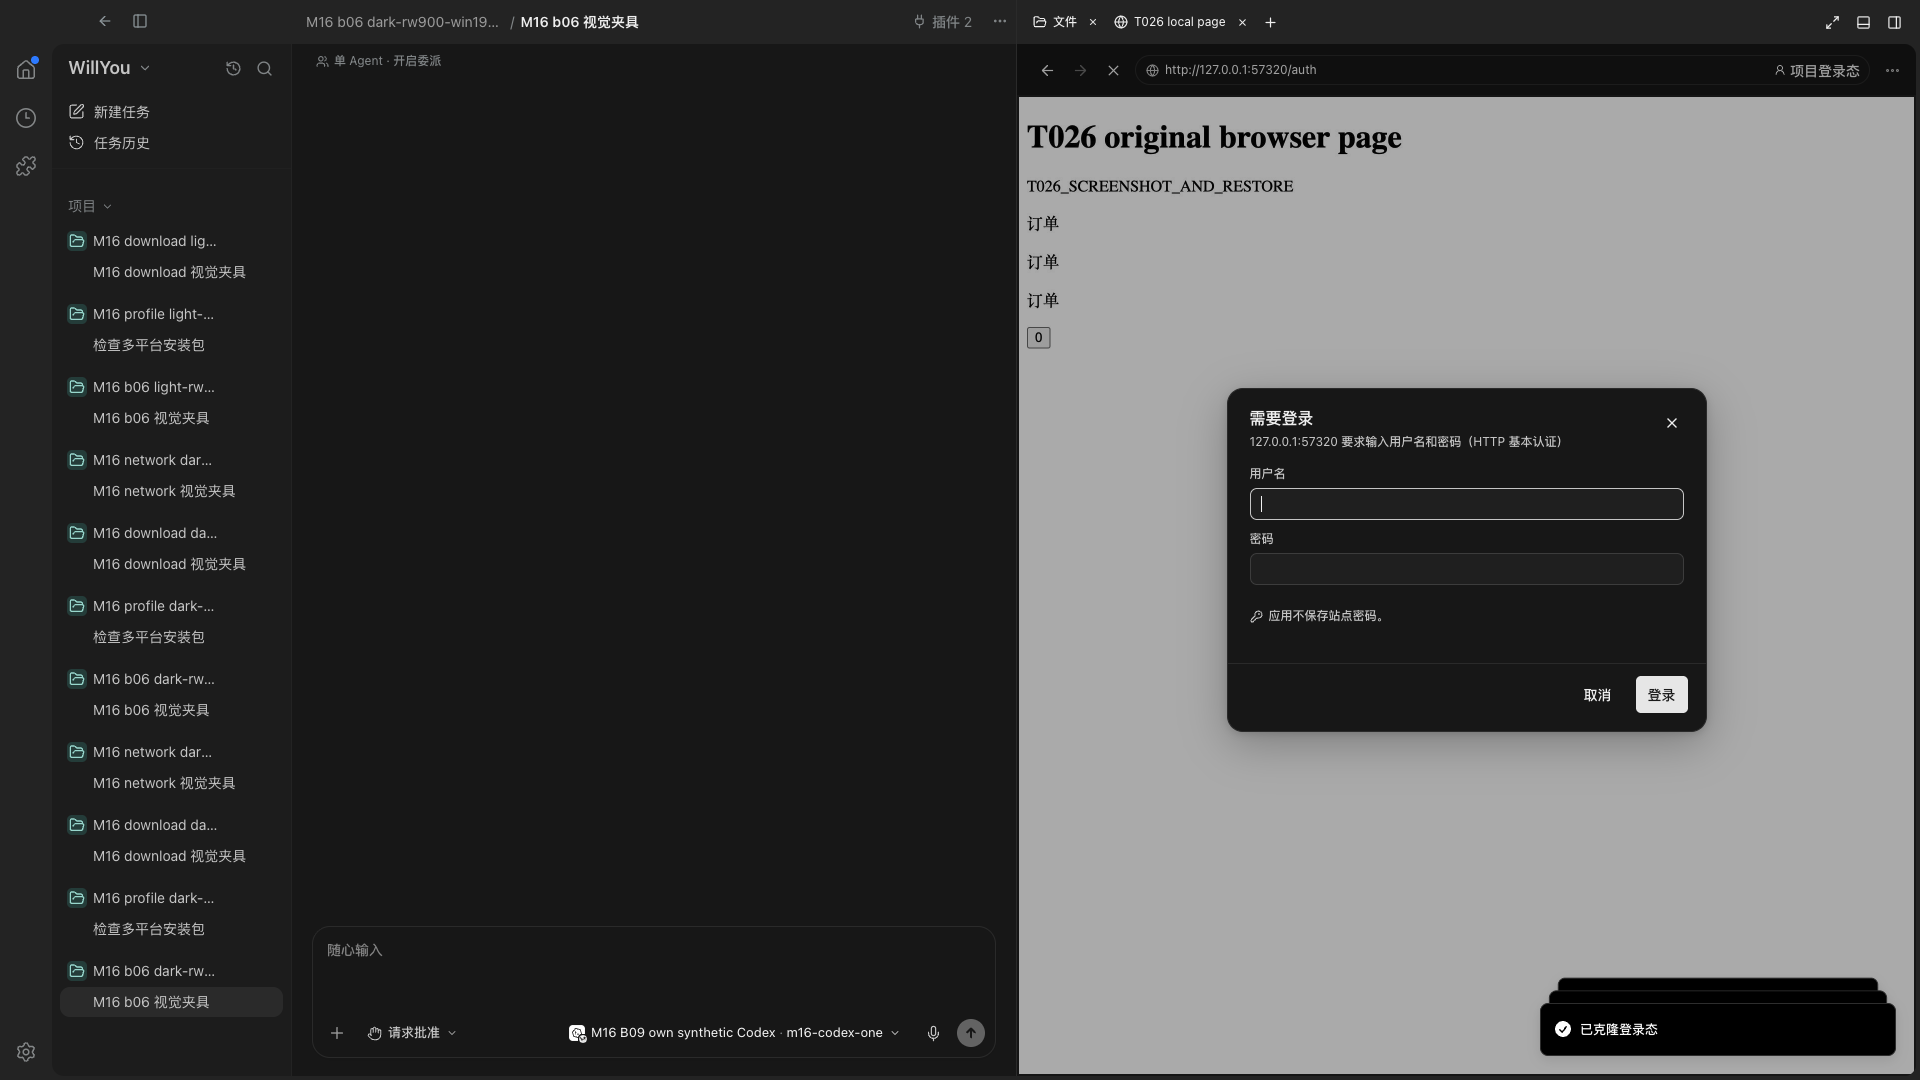 M16 b06 dark-rw900-win19... / M16 b06 视觉夹具
插件 2
文件
T026 local page
WillYou
新建任务
任务历史
项目
M16 download lig...
M16 download 视觉夹具
M16 profile light-...
检查多平台安装包
M16 b06 light-rw...
M16 b06 视觉夹具
M16 network dar...
M16 network 视觉夹具
M16 download da...
M16 download 视觉夹具
M16 profile dark-...
检查多平台安装包
M16 b06 dark-rw...
M16 b06 视觉夹具
M16 network dar...
M16 network 视觉夹具
M16 download da...
M16 download 视觉夹具
M16 profile dark-...
检查多平台安装包
M16 b06 dark-rw...
M16 b06 视觉夹具
单 Agent · 开启委派
随心输入
请求批准
M16 B09 own synthetic Codex · m16-codex-one
http://127.0.0.1:57320/auth
项目登录态
T026 original browser page
T026_SCREENSHOT_AND_RESTORE
订单
订单
订单
0
需要登录
127.0.0.1:57320 要求输入用户名和密码（HTTP 基本认证）
用户名
密码
应用不保存站点密码。
取消
登录
已克隆登录态